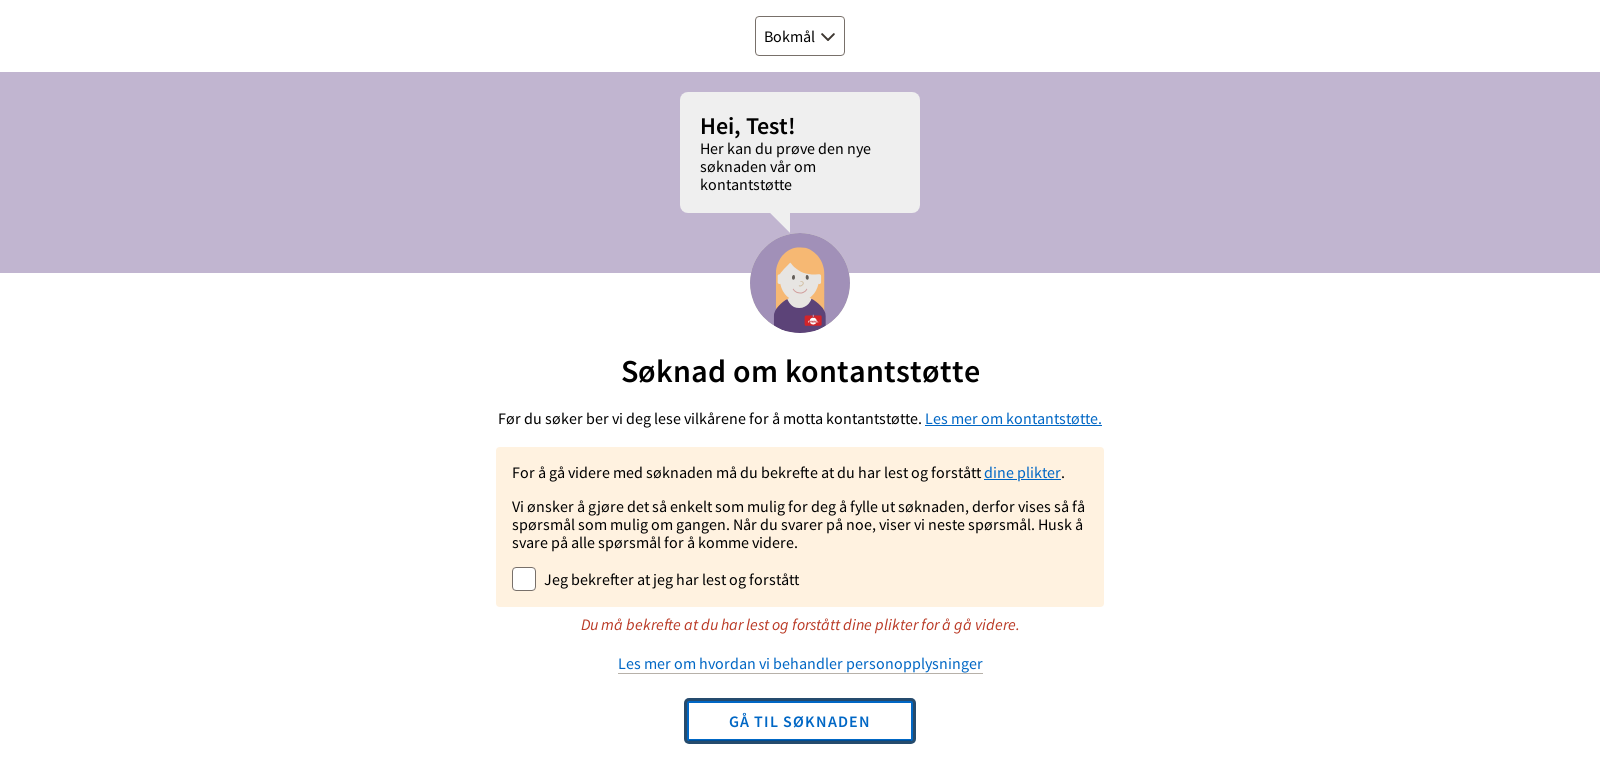 Bokmål
Hei, Test!
Her kan du prøve den nye
søknaden vår om
kontantstøtte
Søknad om kontantstøtte
Før du søker ber vi deg lese vilkårene for å motta kontantstøtte. Les mer om kontantstøtte.
For å gå videre med søknaden må du bekrefte at du har lest og forstått dine plikter.
Vi ønsker å gjøre det så enkelt som mulig for deg å fylle ut søknaden, derfor vises så få
spørsmål som mulig om gangen. Når du svarer på noe, viser vi neste spørsmål. Husk å
svare på alle spørsmål for å komme videre.
Jeg bekrefter at jeg har lest og forstått
Du må bekrefte at du har lest og forstått dine plikter for å gå videre.
Les mer om hvordan vi behandler personopplysninger
GÅ TIL SØKNADEN